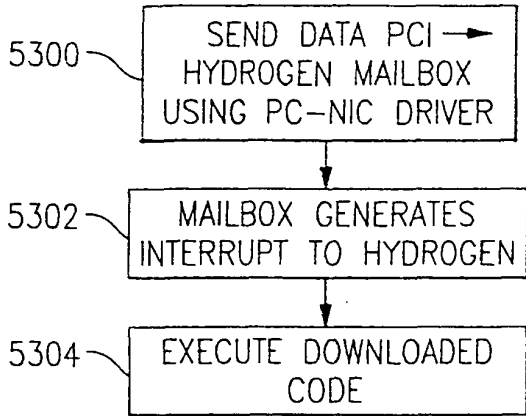 5300
SEND DATA PCI →
HYDROGEN MAILBOX
USING PC-NIC DRIVER
5302
MAILBOX GENERATES
INTERRUPT TO HYDROGEN
5304
EXECUTE DOWNLOADED
CODE